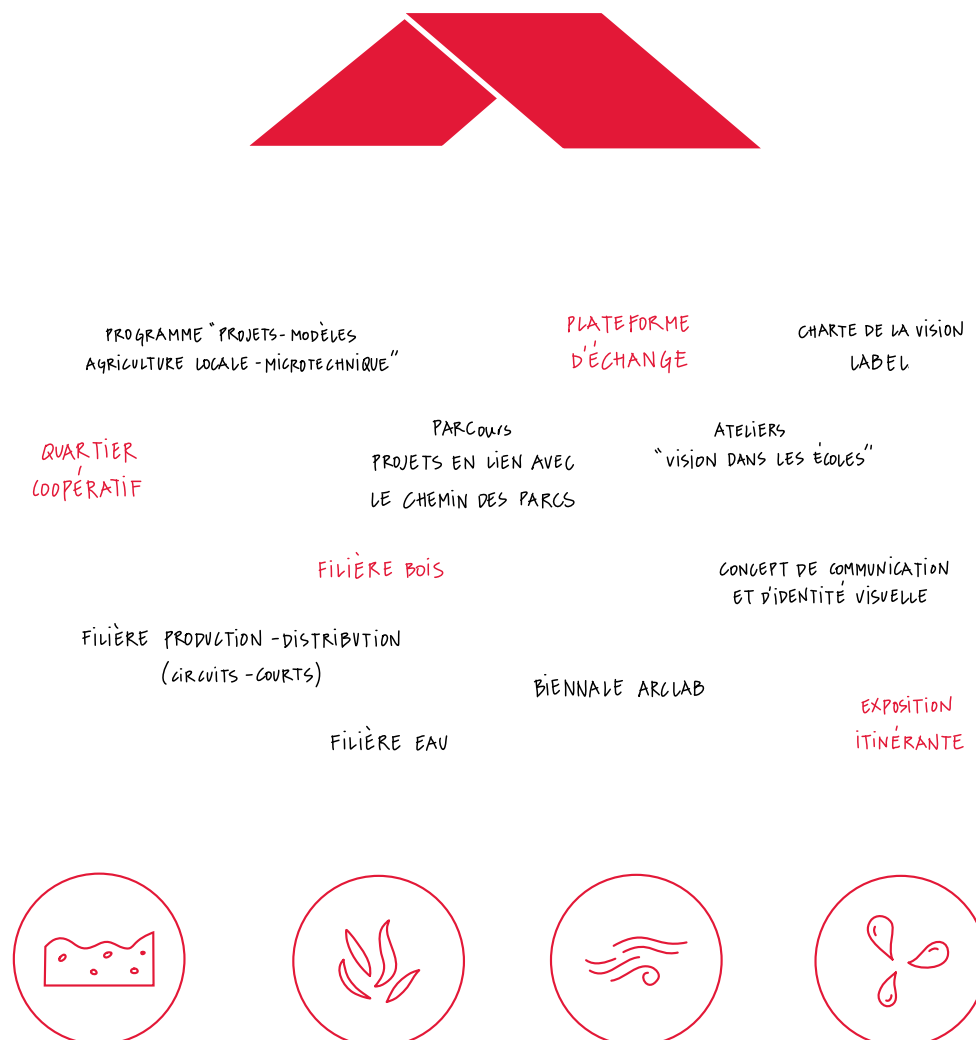 PROGRAMME "PROJETS-MODÈLES
AGRICULTURE LOCALE - MICROTECHNIQUE"
PLATEFORME
D'ÉCHANGE
CHARTE DE LA VISION
LABEL
QUARTIER
COOPÉRATIF
PARCOURS
PROJETS EN LIEN AVEC
LE CHEMIN DES PARCS
ATELIERS
"VISION DANS LES ÉCOLES"
FILIÈRE BOIS
CONCEPT DE COMMUNICATION
ET D'IDENTITÉ VISUELLE
FILIÈRE PRODUCTION - DISTRIBUTION
(CIRCUITS - COURTS)
BIENNALE ARCLAB
EXPOSITION
ITINÉRANTE
FILIÈRE EAU